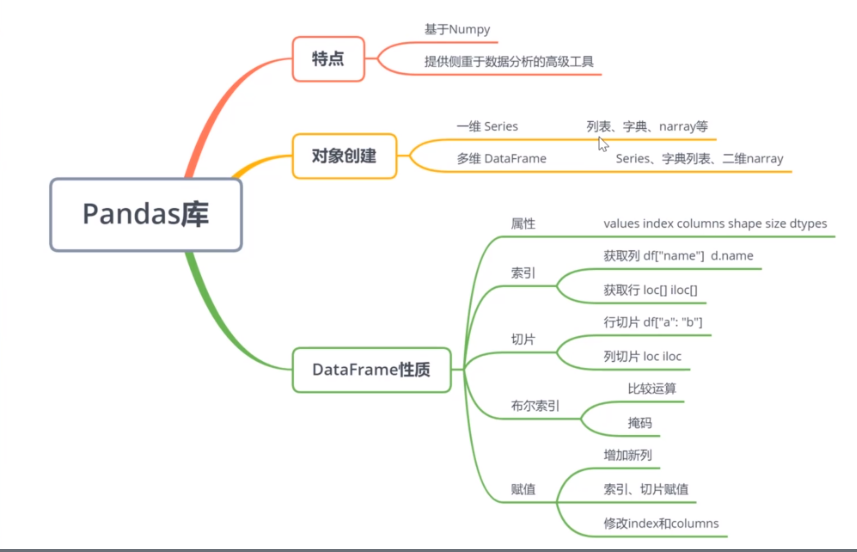 Pandas库
特点
基于Numpy
提供侧重于数据分析的高级工具
对象创建
一维 Series 列表、字典、narray等
多维 DataFrame Series、字典列表、二维narray
DataFrame性质
属性 values index columns shape size dtypes
索引
获取列 df["name"] d.name
获取行 loc[] iloc[]
切片
行切片 df["a": "b"]
列切片 loc iloc
布尔索引
比较运算
掩码
赋值
增加新列
索引、切片赋值
修改index和columns